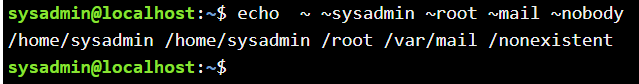 sysadmin@localhost:~$ echo  ~ ~sysadmin ~root ~mail ~nobody
/home/sysadmin /home/sysadmin /root /var/mail /nonexistent
sysadmin@localhost:~$